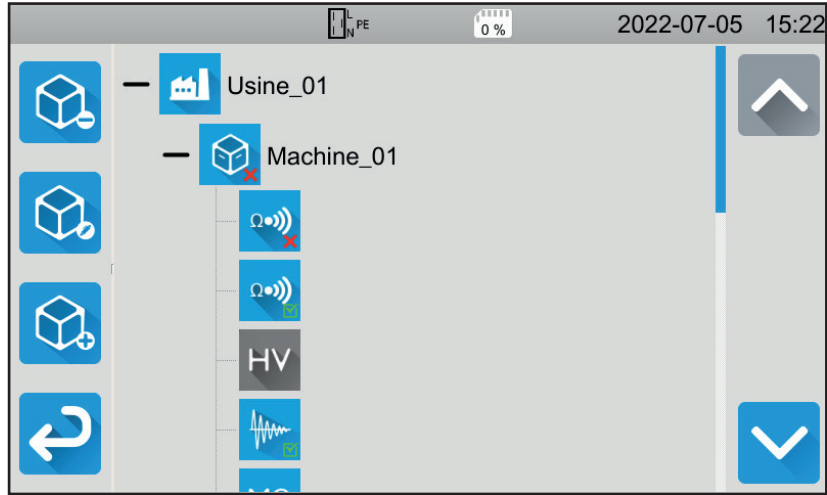 L
N PE
0 %
2022-07-05 15:22
Usine_01
Machine_01
Ω
Ω
HV